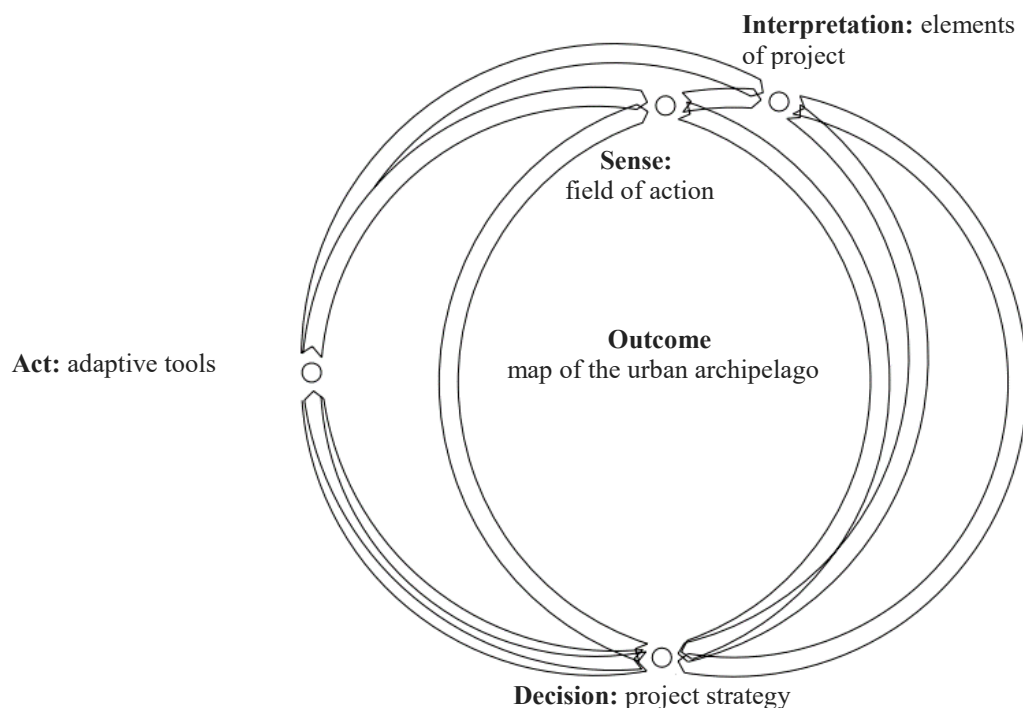 Interpretation: elements
of project
Sense:
field of action
Outcome
map of the urban archipelago
Act: adaptive tools
Decision: project strategy